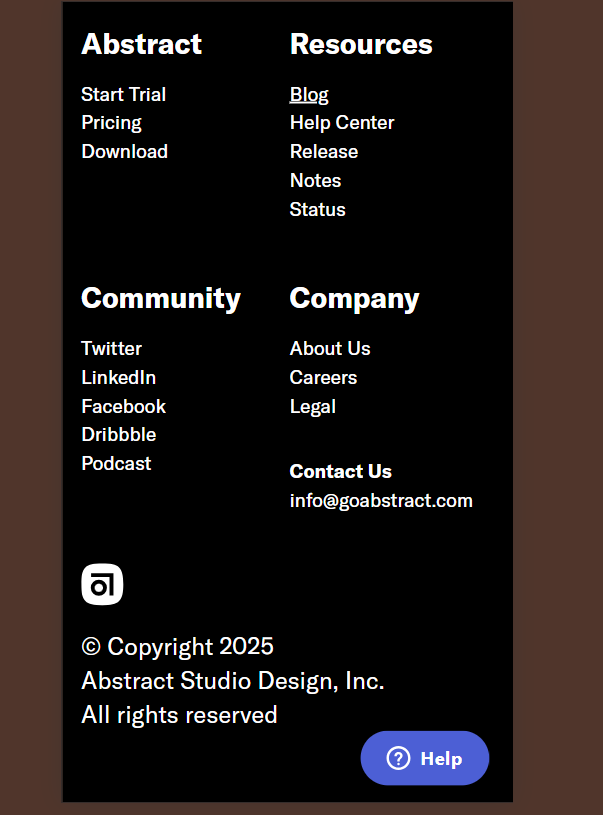 Abstract
Start Trial
Pricing
Download
Resources
Blog
Help Center
Release
Notes
Status
Community
Twitter
LinkedIn
Facebook
Dribbble
Podcast
Company
About Us
Careers
Legal
Contact Us
info@goabstract.com
© Copyright 2025
Abstract Studio Design, Inc.
All rights reserved
Help